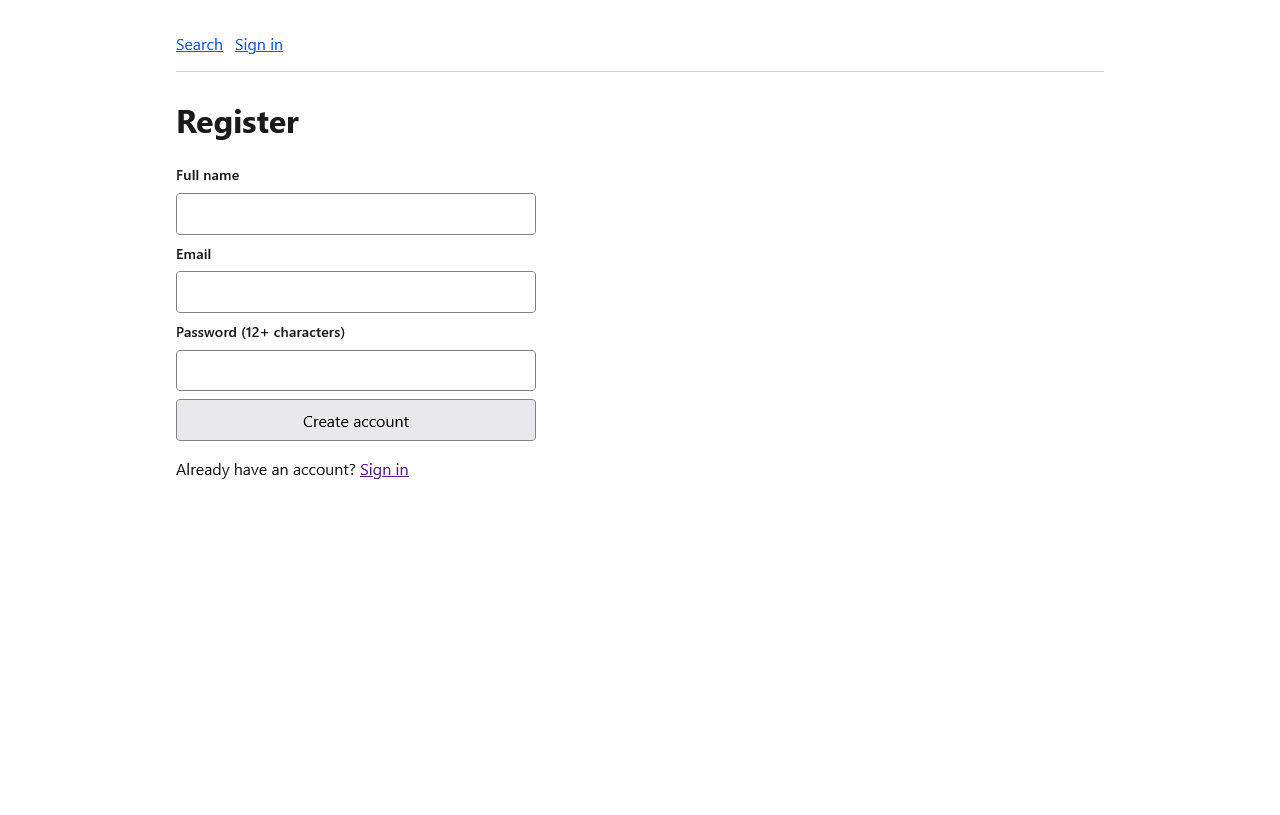 Search Sign in
Register
Full name
Email
Password (12+ characters)
Create account
Already have an account? Sign in